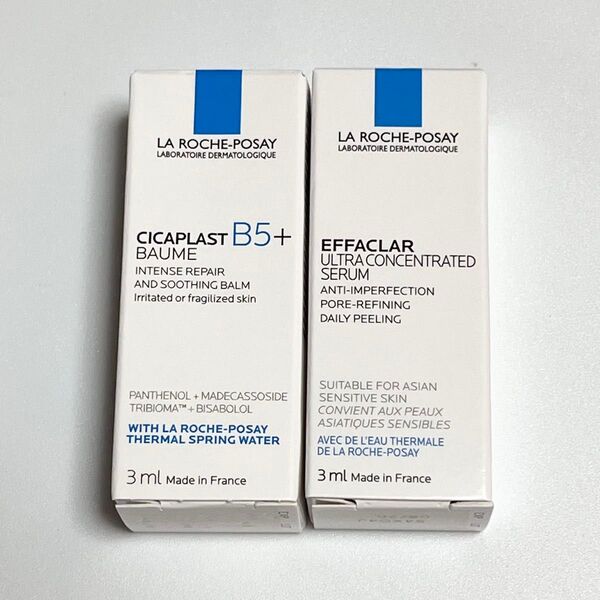 LA ROCHE-POSAY
LABORATOIRE DERMATOLOGIQUE
CICAPLAST B5+
BAUME
INTENSE REPAIR
AND SOOTHING BALM
Irritated or fragilized skin
PANTHENOL + MADECASSOSIDE
TRIBIOMA™ + BISABOLOL
WITH LA ROCHE-POSAY
THERMAL SPRING WATER
3 ml Made in France
LA ROCHE-POSAY
LABORATOIRE DERMATOLOGIQUE
EFFACLAR
ULTRA CONCENTRATED
SERUM
ANTI-IMPERFECTION
PORE-REFINING
DAILY PEELING
SUITABLE FOR ASIAN
SENSITIVE SKIN
CONVIENT AUX PEAUX
ASIATIQUES SENSIBLES
AVEC DE L'EAU THERMALE
DE LA ROCHE-POSAY
3 ml Made in France